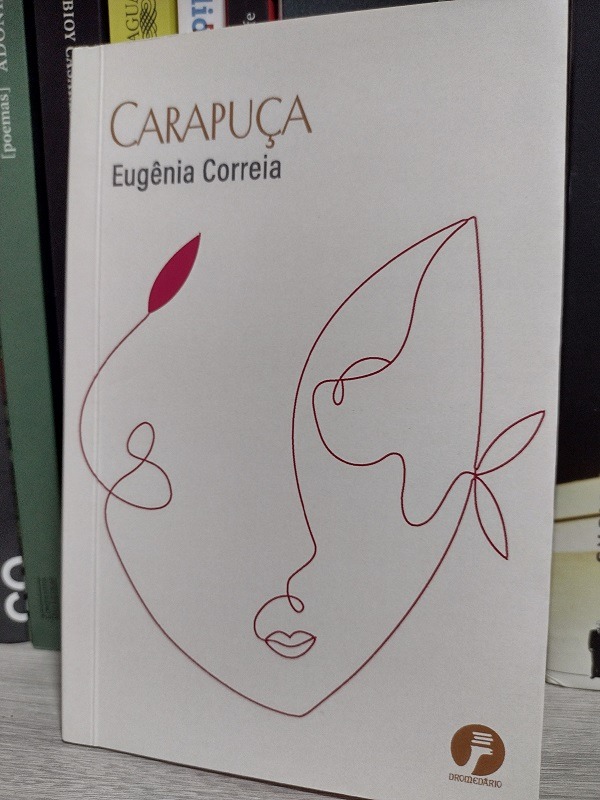 CARAPUÇA
Eugênia Correia
DROMEDÁRIO
[poemas]